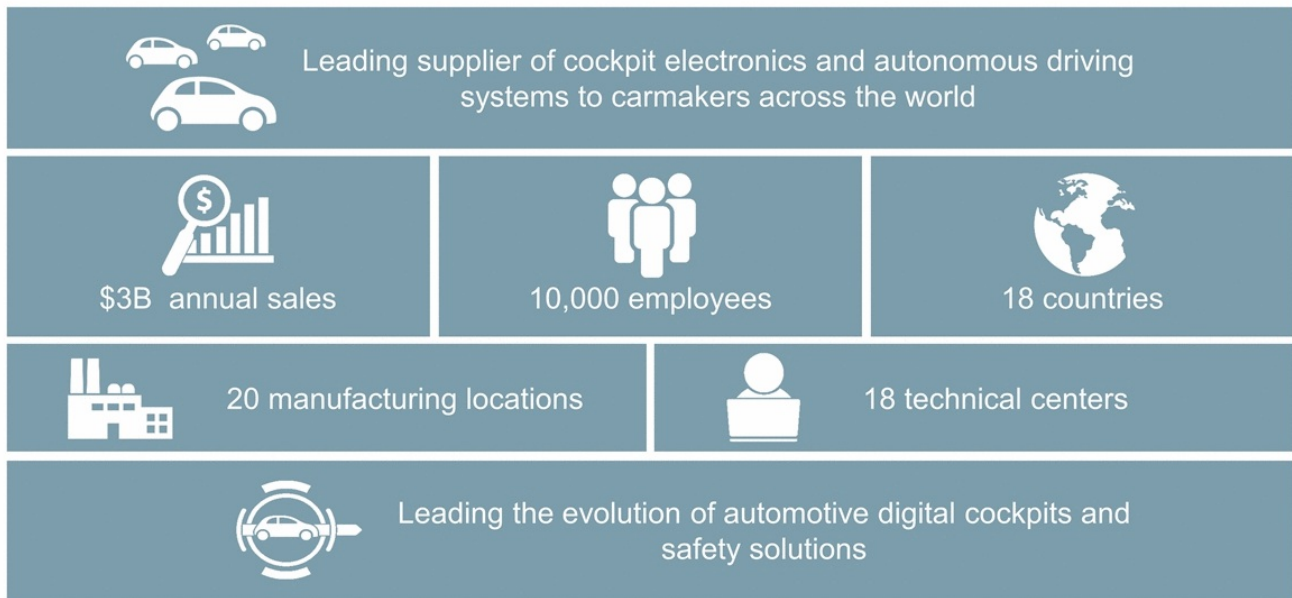 Leading supplier of cockpit electronics and autonomous driving
systems to carmakers across the world
$
$3B  annual sales
10,000 employees
18 countries
20 manufacturing locations
18 technical centers
Leading the evolution of automotive digital cockpits and
safety solutions